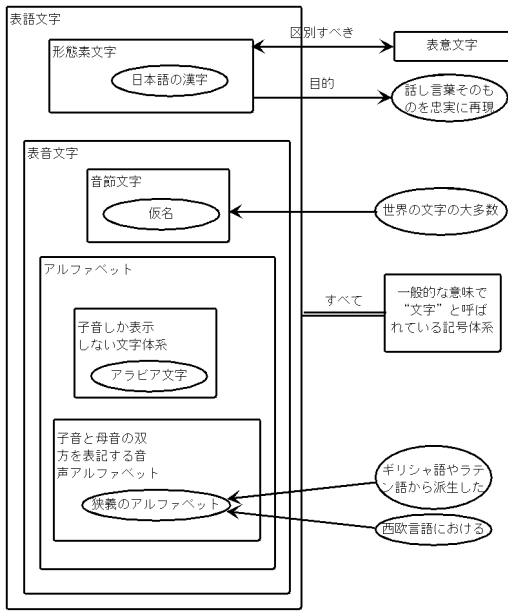 表語文字
区別すべき
形態素文字
表意文字
日本語の漢字
目的
話し言葉そのも
のを忠実に再現
表音文字
音節文字
仮名
世界の文字の大多数
アルファベット
すべて
一般的な意味で
“文字”と呼ば
れている記号体系
子音しか表示
しない文字体系
アラビア文字
子音と母音の双
方を表記する音
声アルファベット
狭義のアルファベット
ギリシャ語やラテ
ン語から派生した
西欧言語における